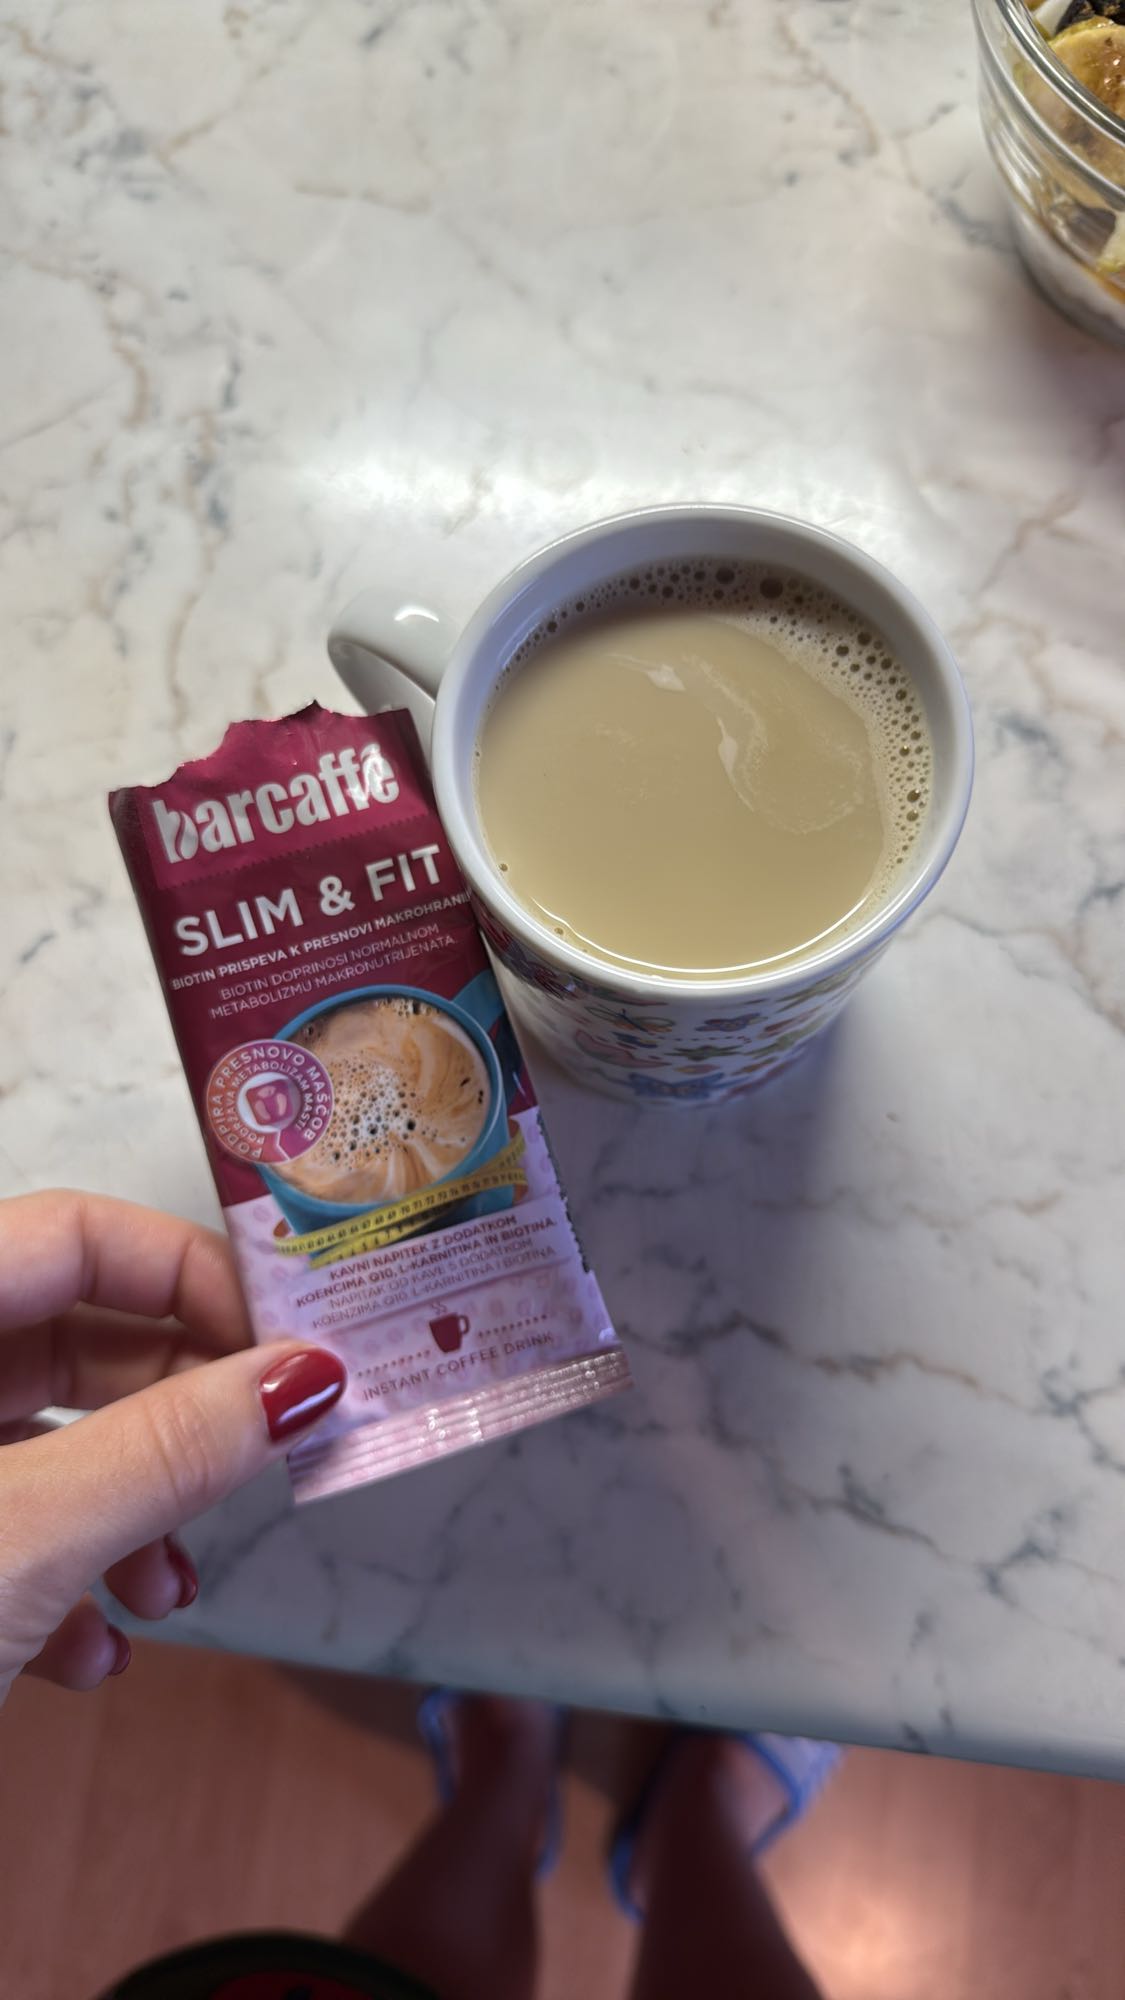 barcaffè
SLIM & FIT
BIOTIN PRISPEVA K PRESNOVI
BIOTIN DOPRINOSI NORMALNOM
METABOLIZMU MAKRONUTRIJENATA.
PODPIRA PRESNOVO MAŠČOB
PODRŽAVA METABOLIZAM MASTI
KAVNI NAPITEK Z DODATKOM
KOENCIMA Q10, L-KARNITINA IN BIOTINA.
NAPITAK OD KAVE S DODATKOM
KOENZIMA Q10, L-KARNITINA I BIOTINA
INSTANT COFFEE DRINK